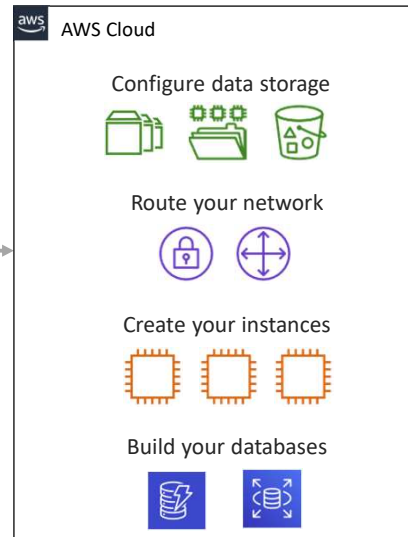 aws
AWS Cloud
Configure data storage
Route your network
Create your instances
Build your databases